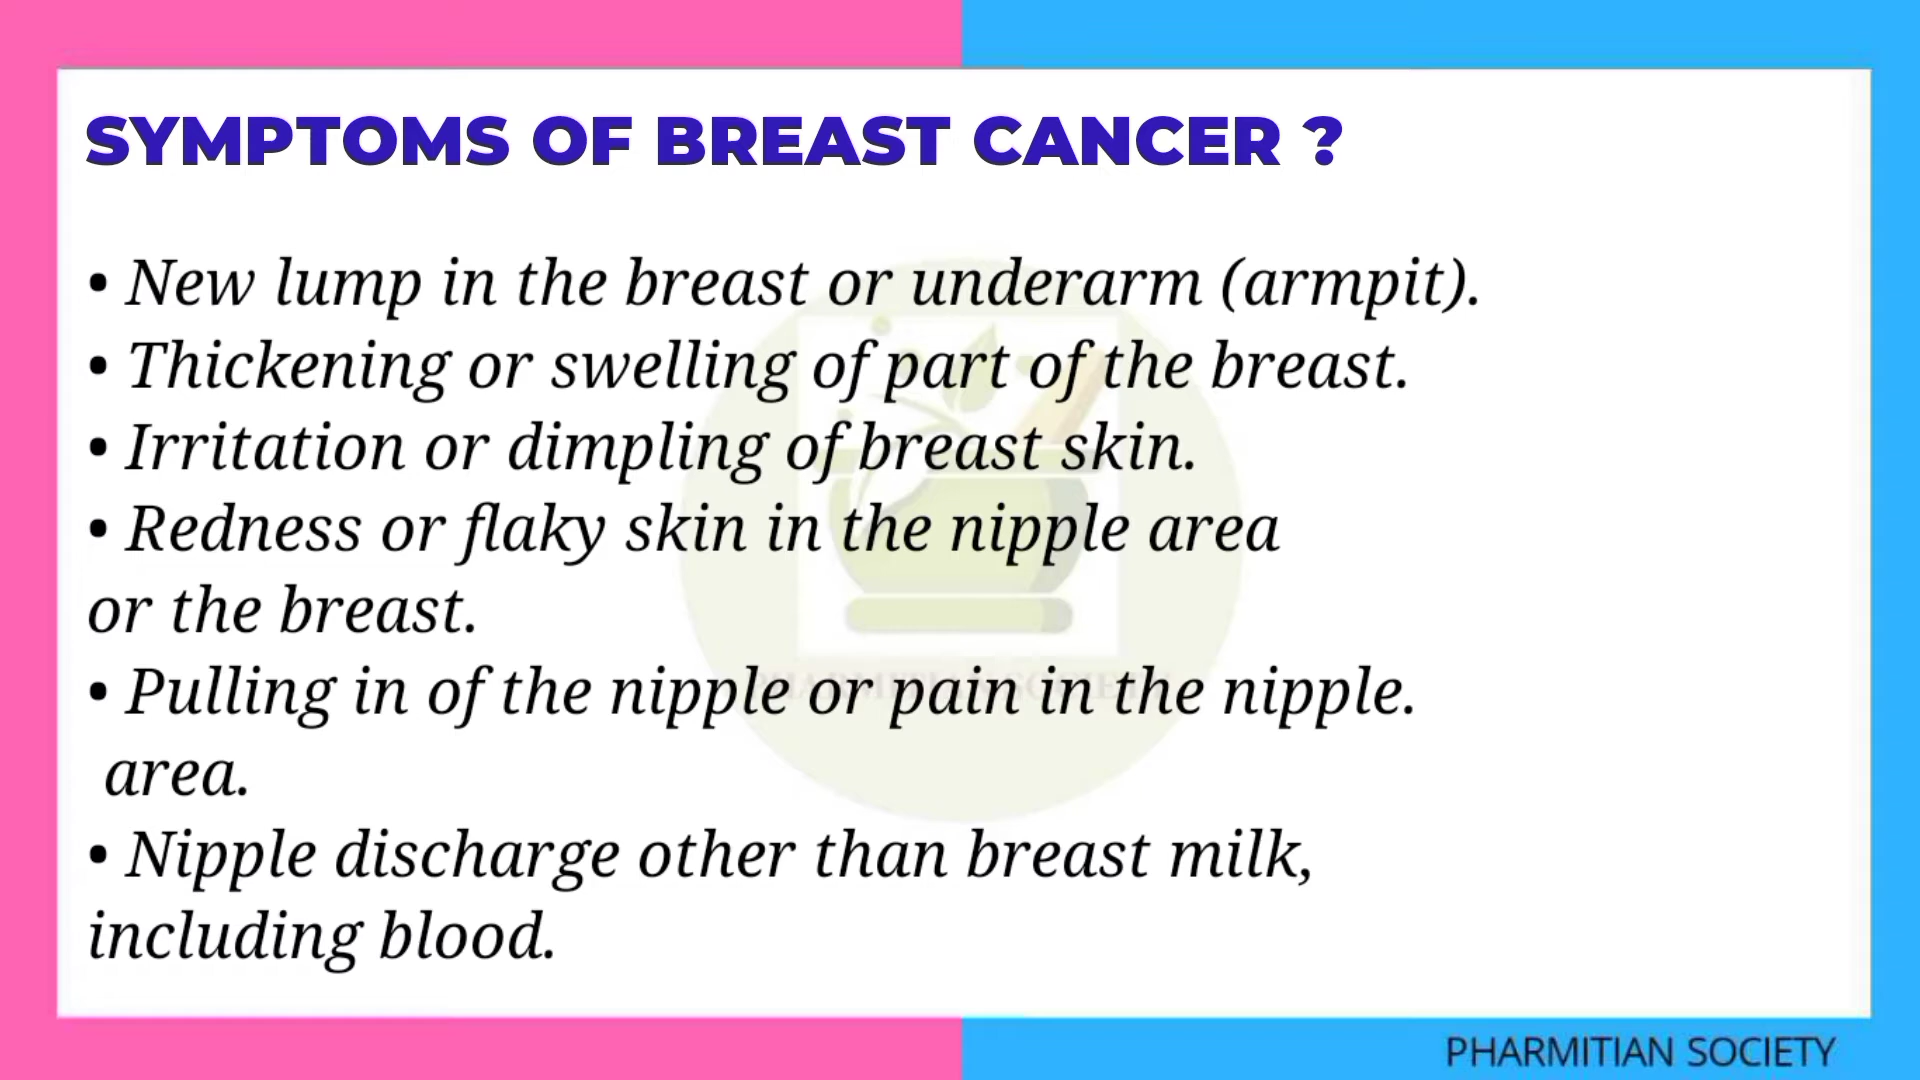 SYMPTOMS OF BREAST CANCER ?
• New lump in the breast or underarm (armpit).
• Thickening or swelling of part of the breast.
• Irritation or dimpling of breast skin.
• Redness or flaky skin in the nipple area
or the breast.
• Pulling in of the nipple or pain in the nipple.
area.
• Nipple discharge other than breast milk,
including blood.
PHARMITIAN SOCIETY
PHARMITIAN SOCIETY